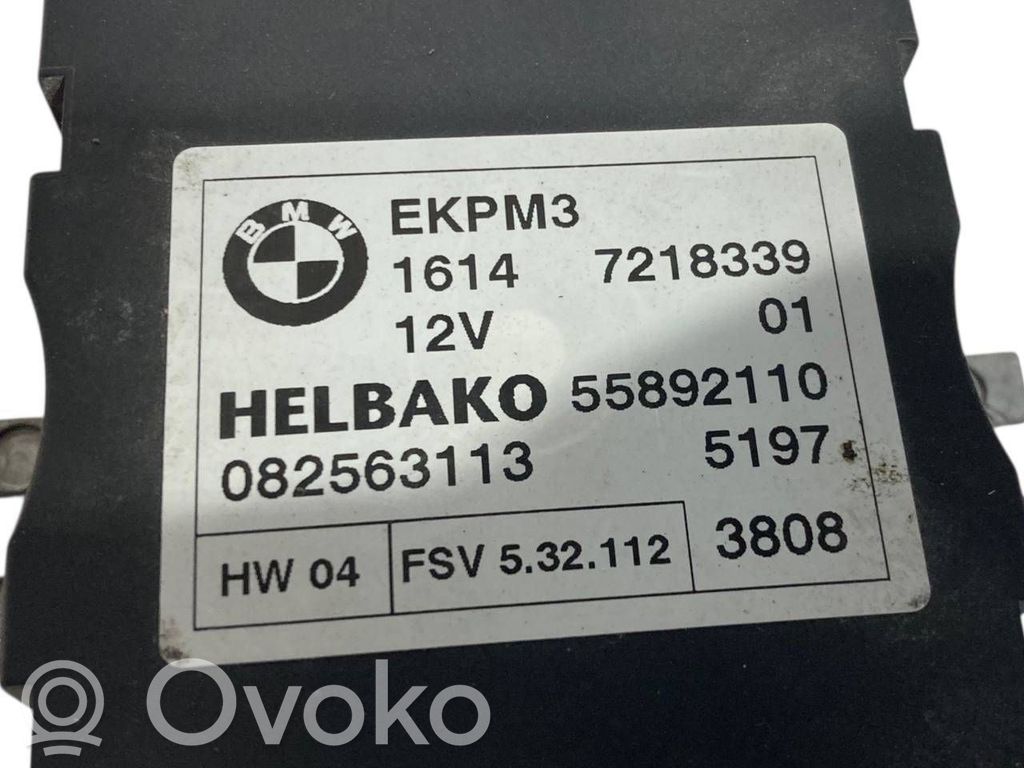 BMW
EKPM3
1614 7218339
12V 01
HELBAKO 55892110
082563113 5197
HW 04 FSV 5.32.112 3808
Ovoko